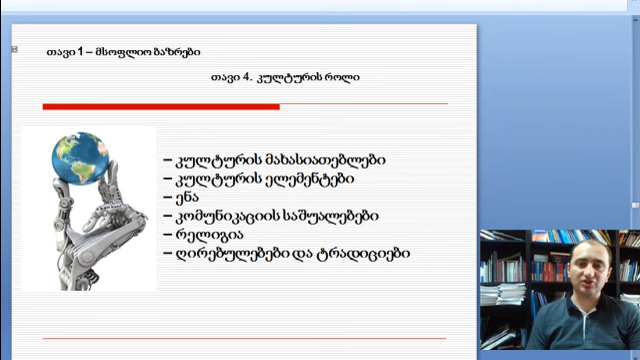 თავი 1 – მსოფლიო ბაზრები
თავი 4. კულტურის როლი
– კულტურის მახასიათებლები
– კულტურის ელემენტები
– ენა
– კომუნიკაციის საშუალებები
– რელიგია
– ღირებულებები და ტრადიციები